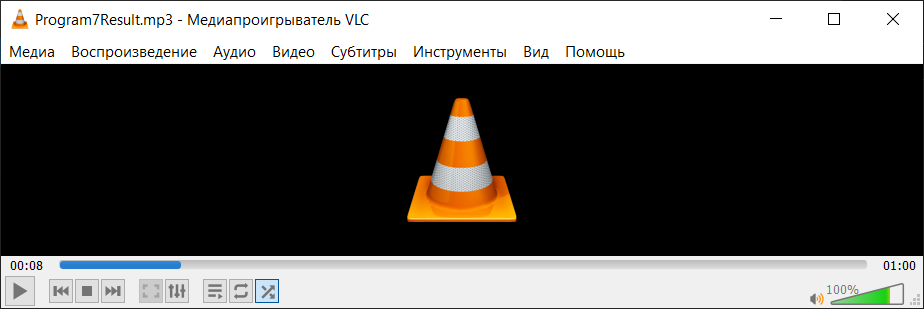 Program7Result.mp3 - Медиапроигрыватель VLC
Медиа Воспроизведение Аудио Видео Субтитры Инструменты Вид Помощь
00:08 01:00
100%